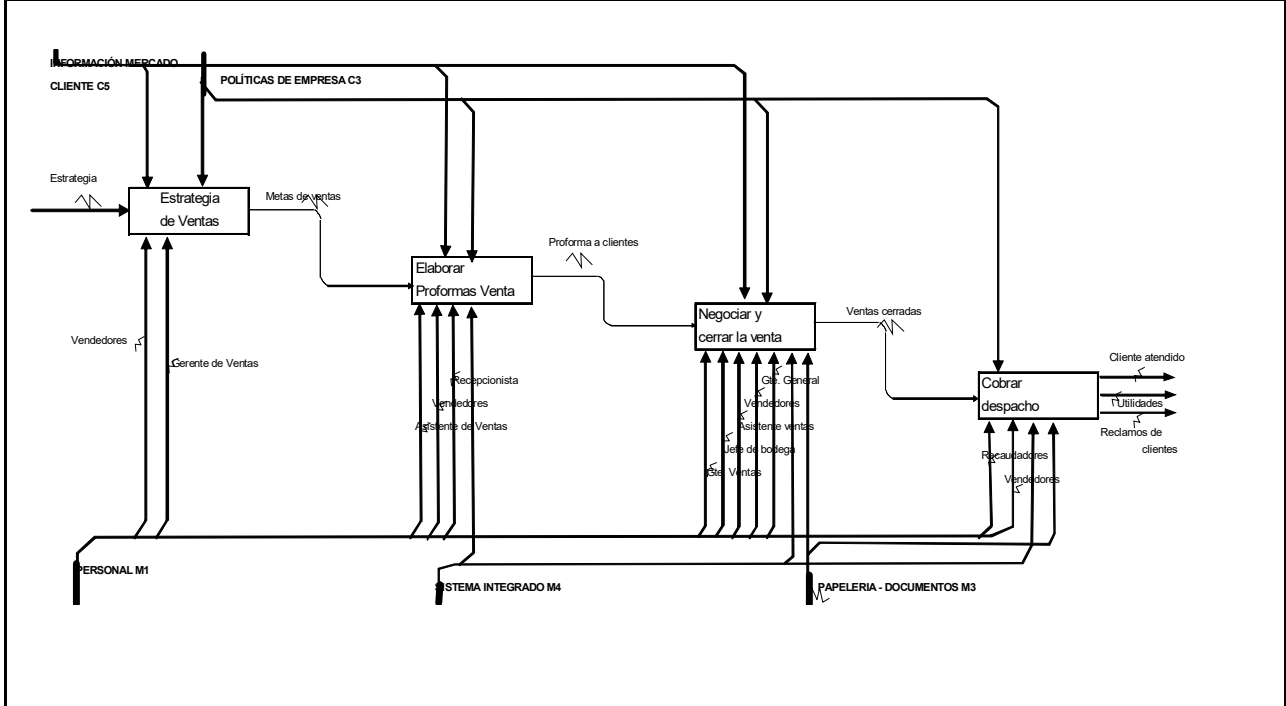 INFORMACIÓN MERCADO
CLIENTE C5
POLÍTICAS DE EMPRESA C3
Estrategia
Estrategia
de Ventas
Metas de ventas
Proforma a clientes
Elaborar
Proformas Venta
Negociar y
cerrar la venta
Ventas cerradas
Vendedores
Gerente de Ventas
Recepcionista
Vendedores
Asistente de Ventas
Gte. General
Vendedores
Asistente ventas
Jefe de bodega
Gte. Ventas
Cobrar
despacho
Cliente atendido
Utilidades
Reclamos de
clientes
Recaudadores
Vendedores
PERSONAL M1
SISTEMA INTEGRADO M4
PAPELERIA - DOCUMENTOS M3